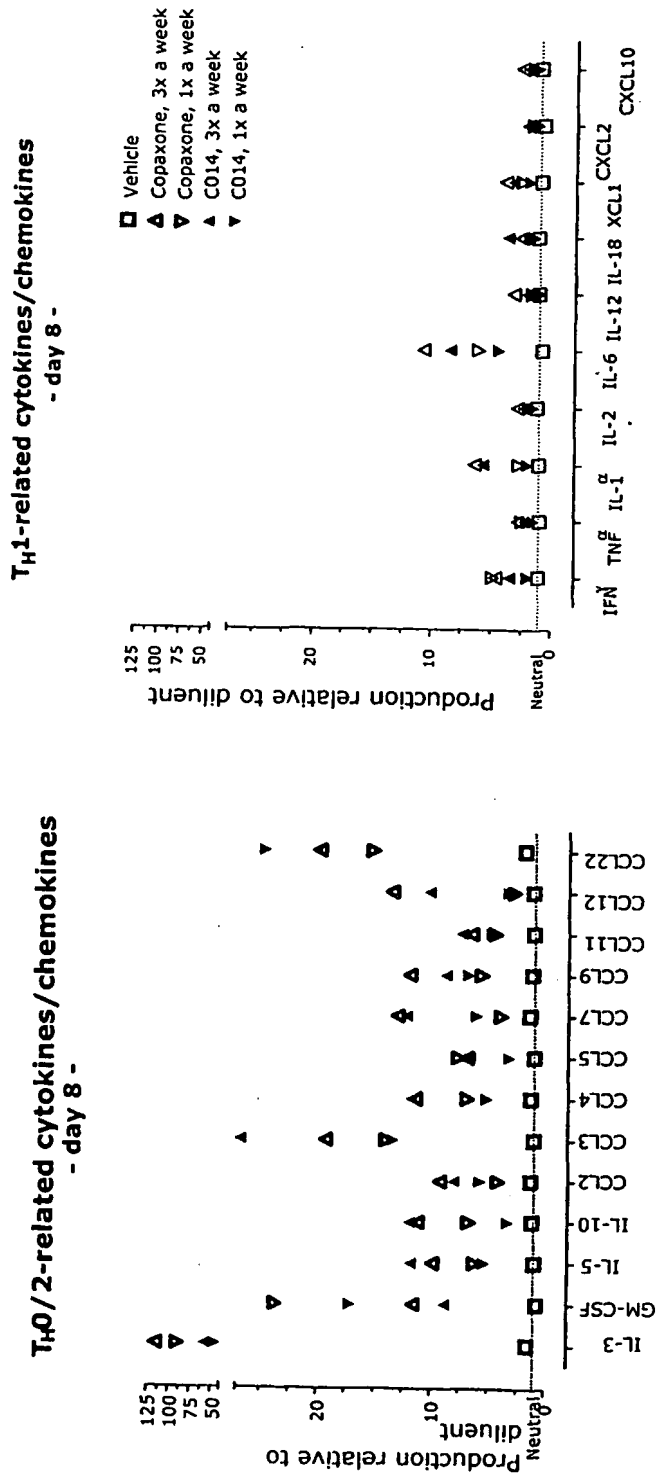 T_H0/2-related cytokines/chemokines
- day 8 -
Production relative to
diluent
125
100
75
50
20
10
Neutral
0
IL-3
GM-CSF
IL-5
IL-10
CCL2
CCL3
CCL4
CCL5
CCL7
CCL9
CCL11
CCL12
CCL22
T_H1-related cytokines/chemokines
- day 8 -
Vehicle
Copaxone, 3x a week
Copaxone, 1x a week
C014, 3x a week
C014, 1x a week
Production relative to diluent
125
100
75
50
20
10
Neutral
0
IFNγ
TNFα
IL-1α
IL-2
IL-6
IL-12
IL-18
XCL1
CXCL2
CXCL10